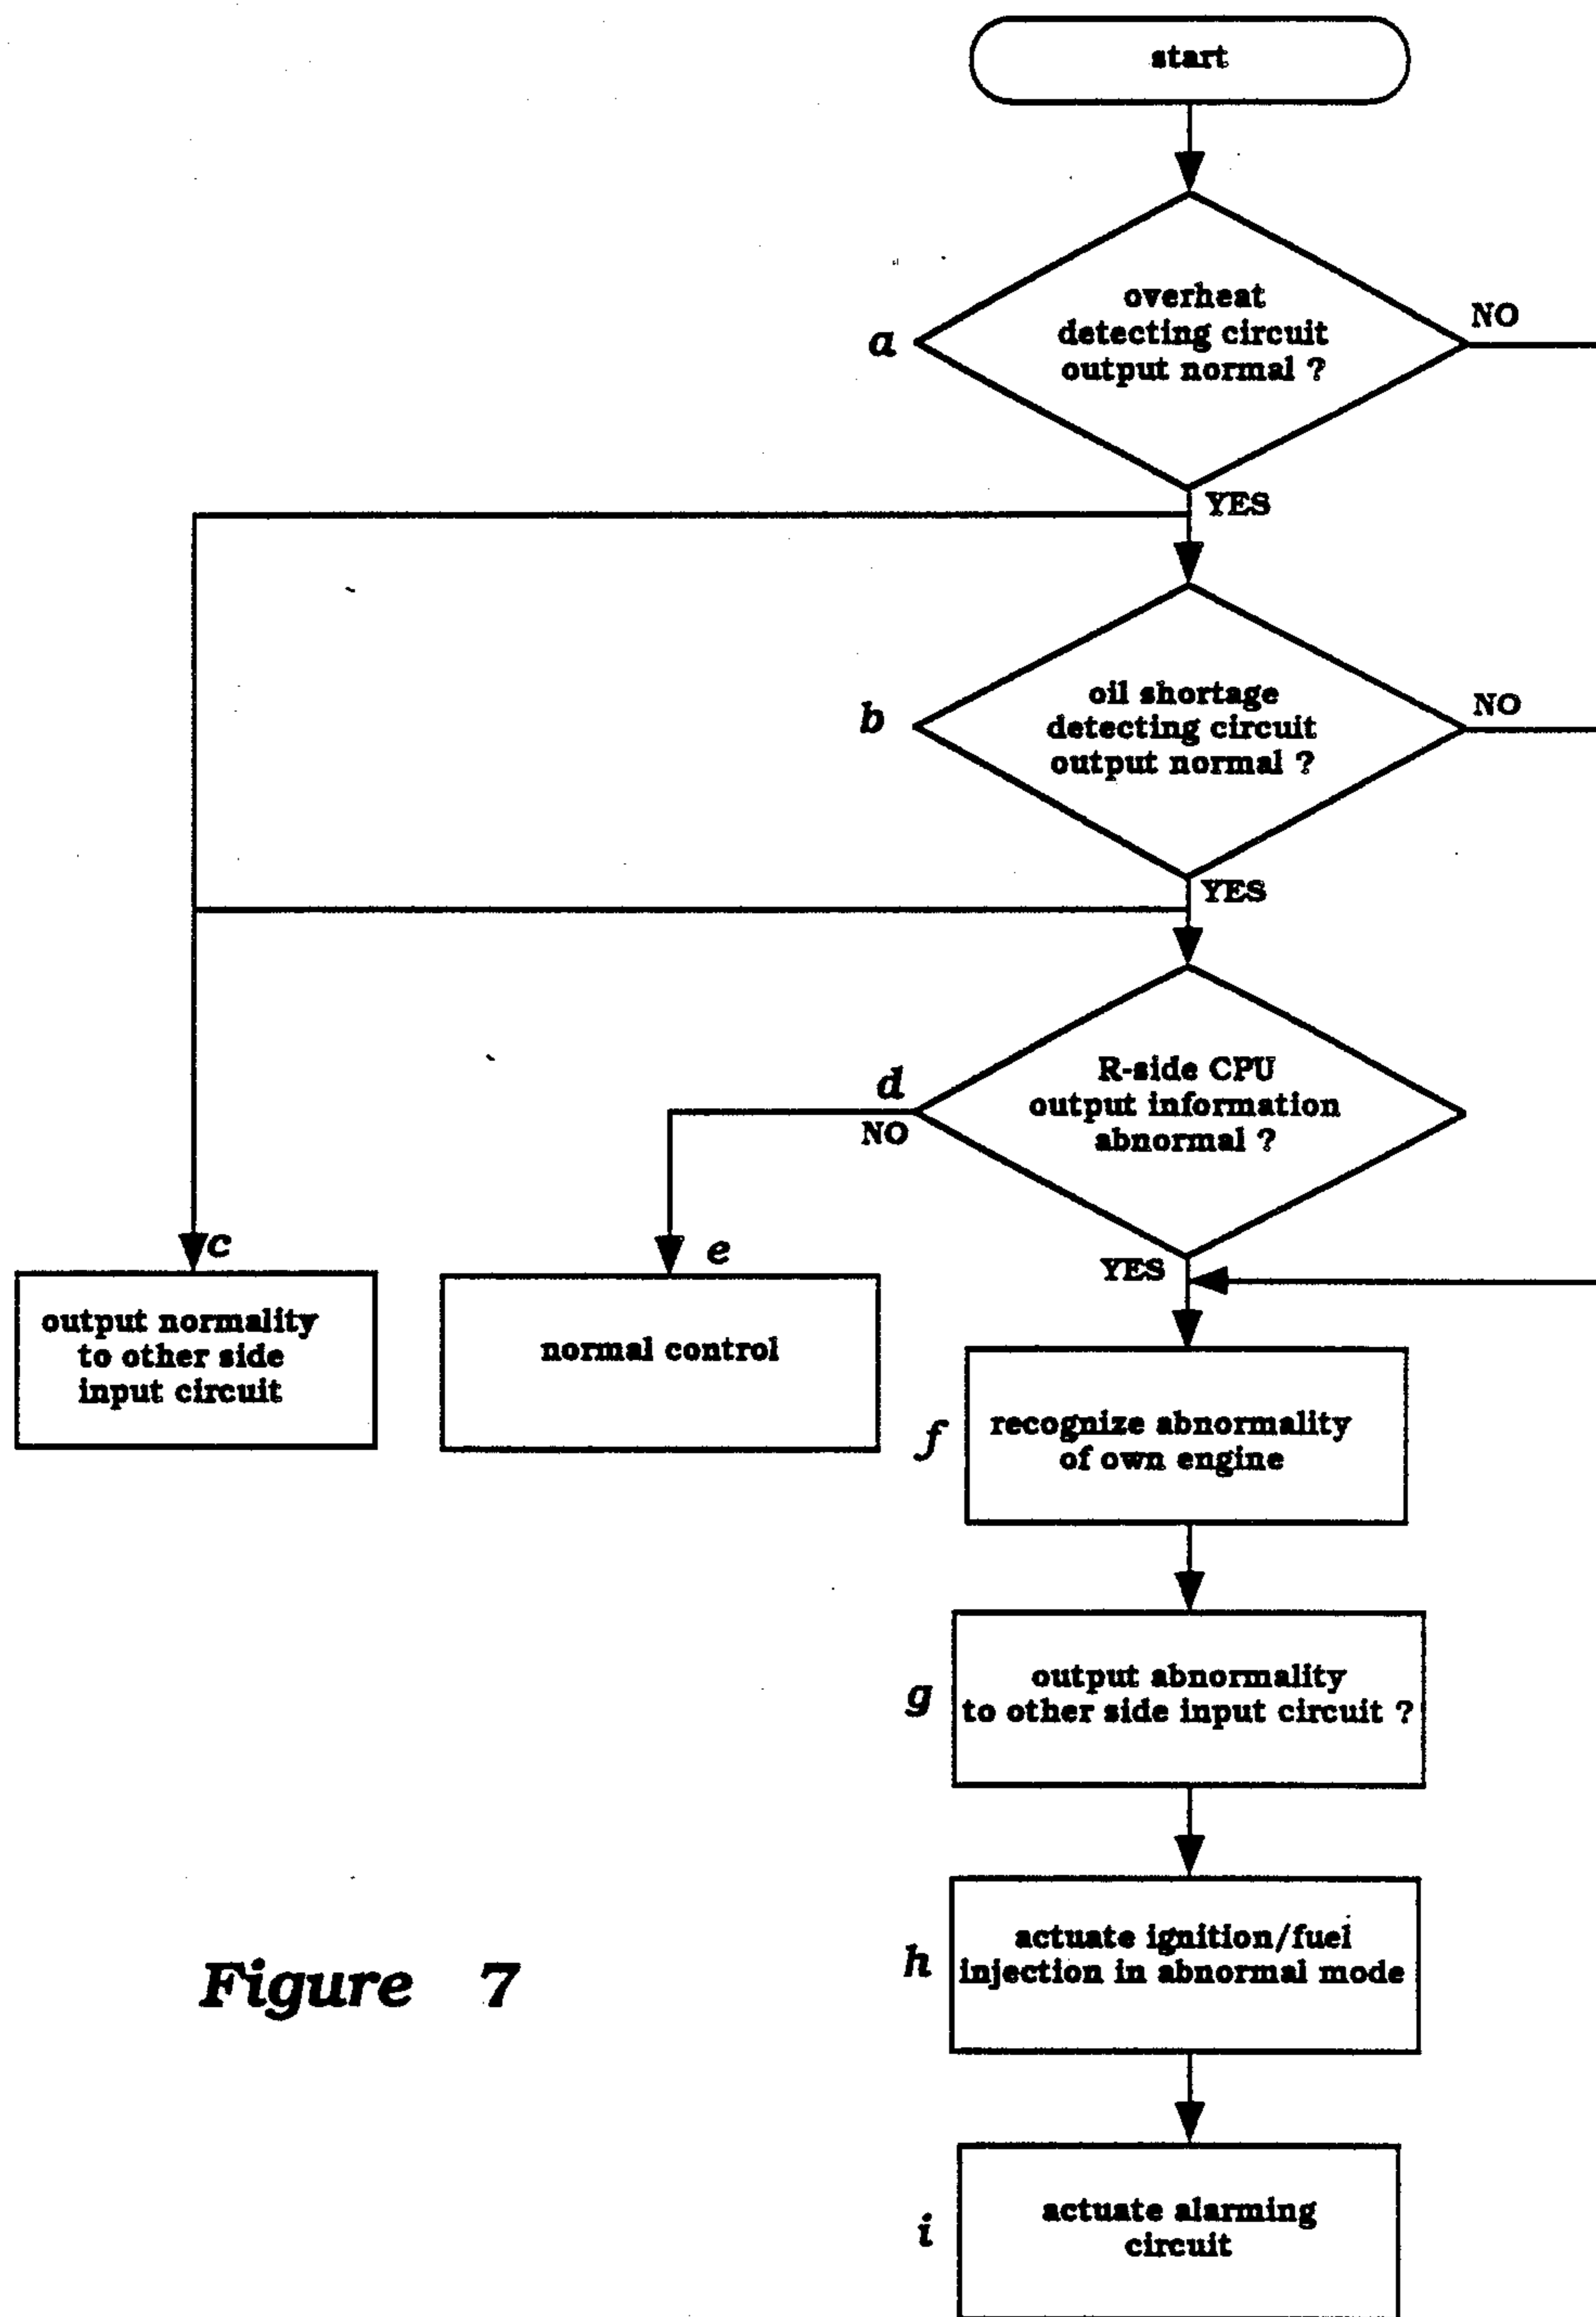 start
a
overheat
detecting circuit
output normal ?
NO
YES
b
oil shortage
detecting circuit
output normal ?
NO
YES
d
NO
R-side CPU
output information
abnormal ?
YES
c
output normality
to other side
input circuit
e
normal control
f
recognize abnormality
of own engine
g
output abnormality
to other side input circuit ?
h
actuate ignition/fuel
injection in abnormal mode
i
actuate alarming
circuit
Figure 7